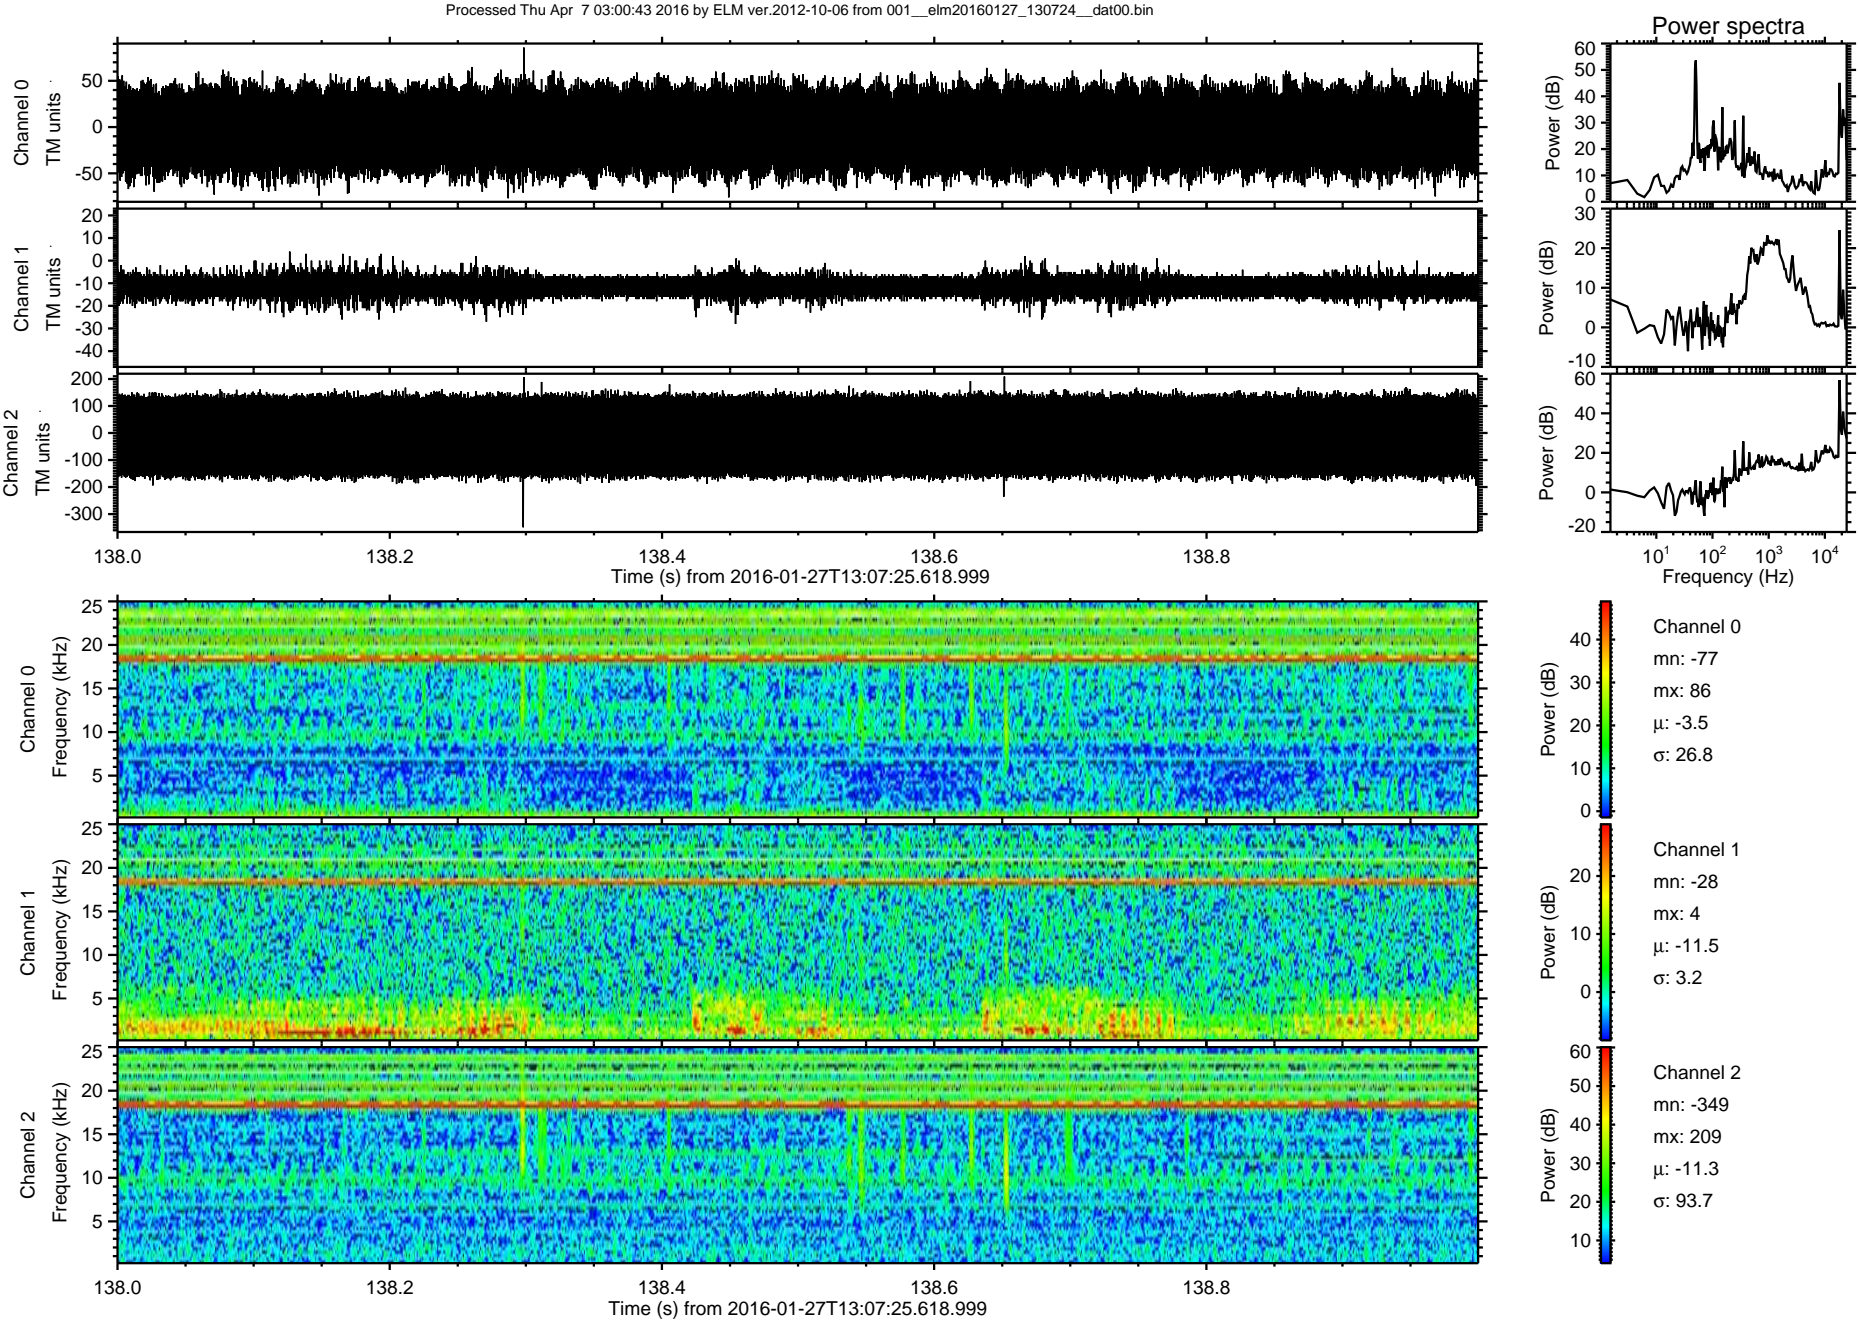 Processed Thu Apr 7 03:00:43 2016 by ELM ver.2012-10-06 from 001__elm20160127_130724__dat00.bin
Power spectra
Channel 0
TM units
50
0
-50
Power (dB)
60
50
40
30
20
10
0
Channel 1
TM units
20
10
0
-10
-20
-30
-40
Power (dB)
30
20
10
0
-10
Channel 2
TM units
200
100
0
-100
-200
-300
Power (dB)
60
40
20
0
-20
138.0 138.2 138.4 138.6 138.8
Time (s) from 2016-01-27T13:07:25.618.999
10¹ 10² 10³ 10⁴
Frequency (Hz)
Channel 0
Frequency (kHz)
25
20
15
10
5
Power (dB)
40
30
20
10
0
Channel 0
mn: -77
mx: 86
μ: -3.5
σ: 26.8
Channel 1
Frequency (kHz)
25
20
15
10
5
Power (dB)
20
10
0
Channel 1
mn: -28
mx: 4
μ: -11.5
σ: 3.2
Channel 2
Frequency (kHz)
25
20
15
10
5
Power (dB)
60
50
40
30
20
10
Channel 2
mn: -349
mx: 209
μ: -11.3
σ: 93.7
138.0 138.2 138.4 138.6 138.8
Time (s) from 2016-01-27T13:07:25.618.999